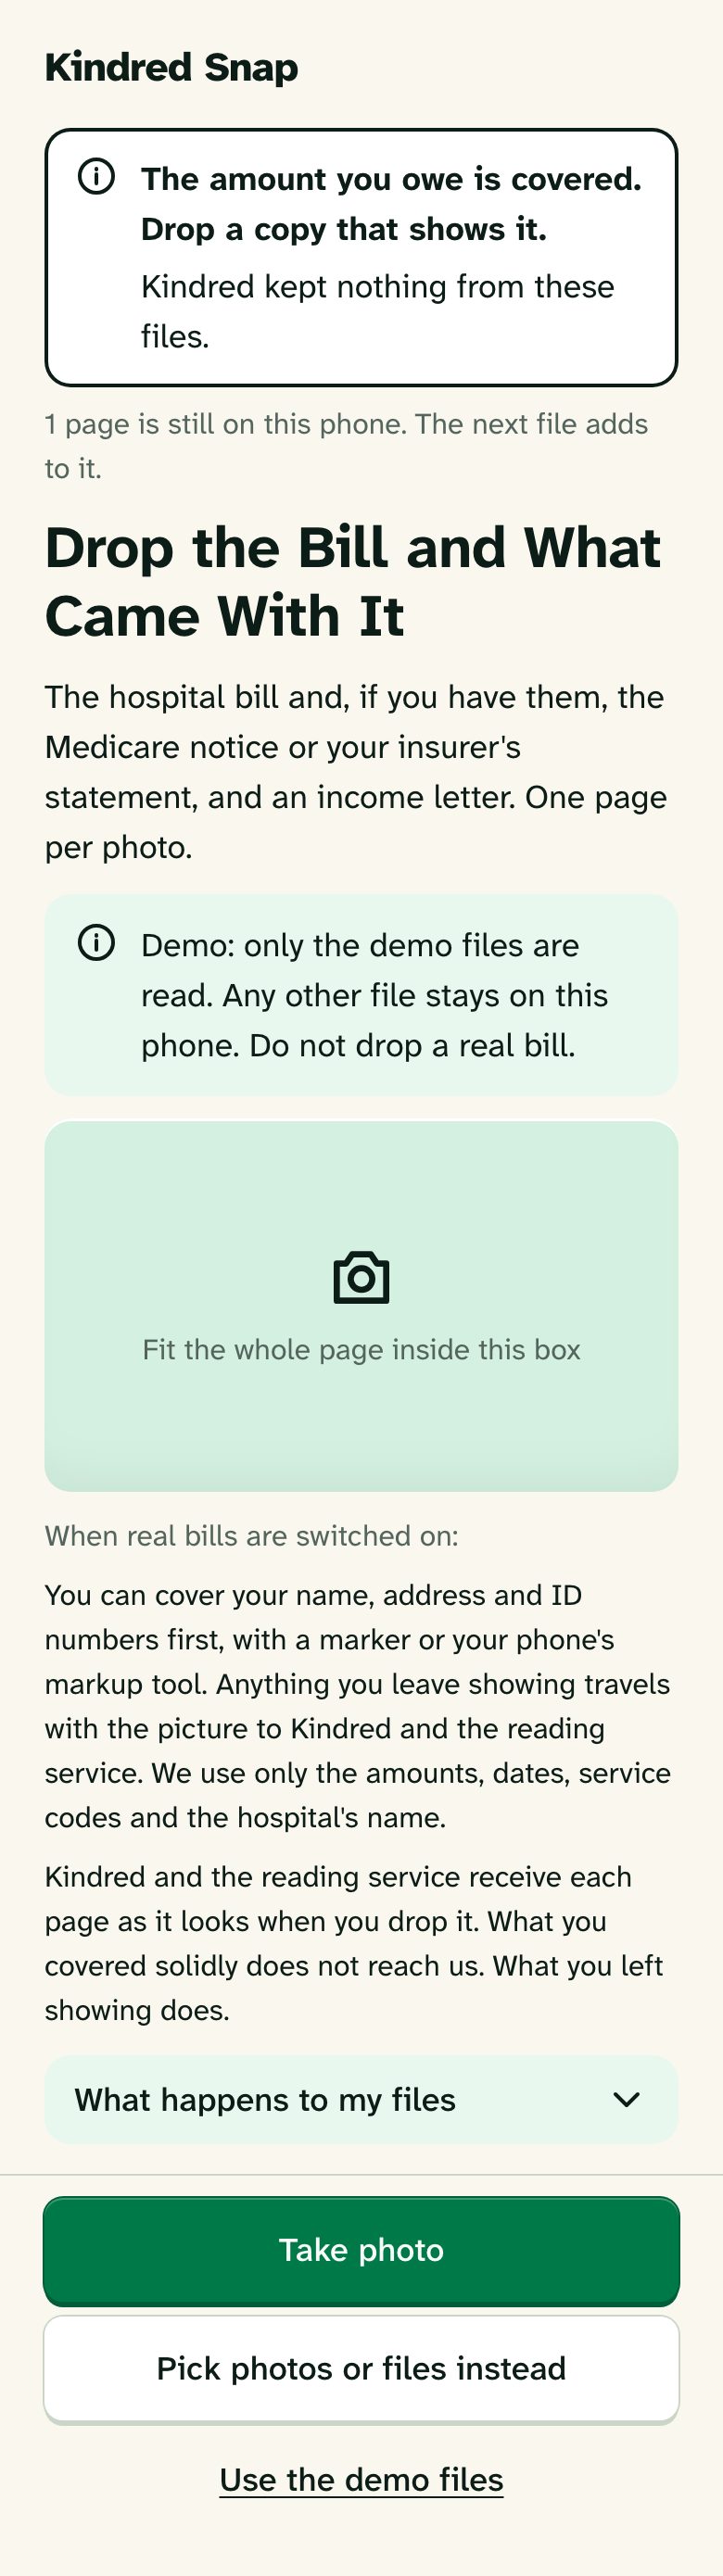 Kindred Snap
The amount you owe is covered.
Drop a copy that shows it.
Kindred kept nothing from these
files.
1 page is still on this phone. The next file adds
to it.
Drop the Bill and What
Came With It
The hospital bill and, if you have them, the
Medicare notice or your insurer's
statement, and an income letter. One page
per photo.
Demo: only the demo files are
read. Any other file stays on this
phone. Do not drop a real bill.
Fit the whole page inside this box
When real bills are switched on:
You can cover your name, address and ID
numbers first, with a marker or your phone's
markup tool. Anything you leave showing travels
with the picture to Kindred and the reading
service. We use only the amounts, dates, service
codes and the hospital's name.
Kindred and the reading service receive each
page as it looks when you drop it. What you
covered solidly does not reach us. What you left
showing does.
What happens to my files
Take photo
Pick photos or files instead
Use the demo files